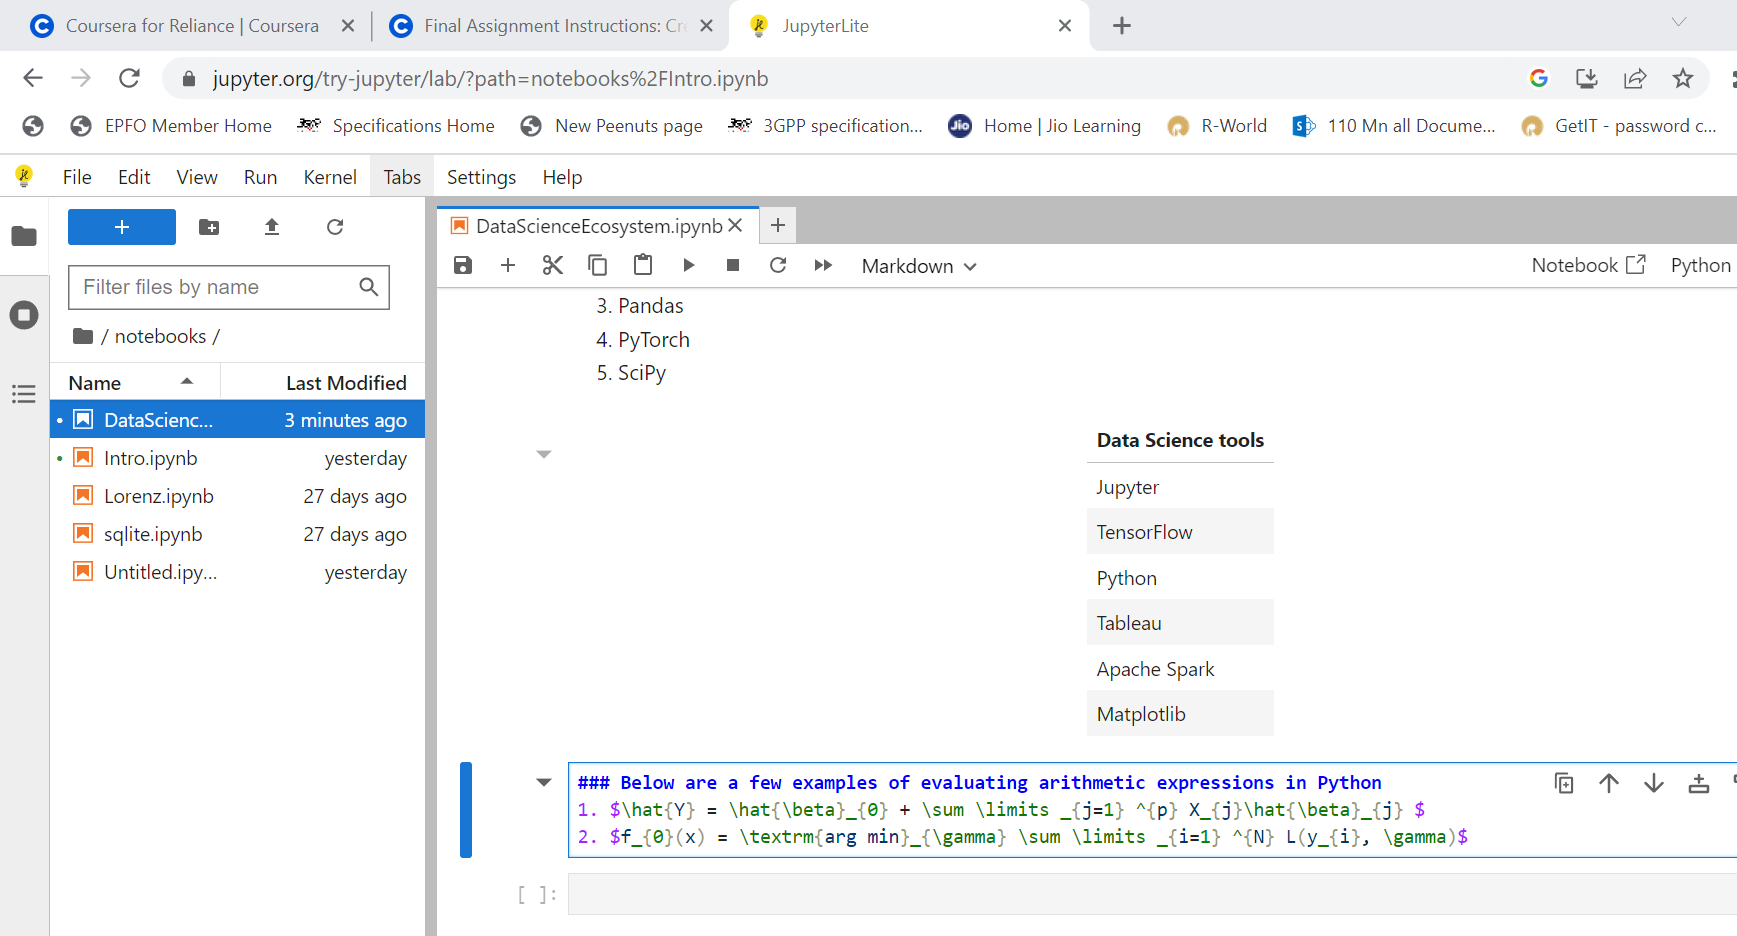 Coursera for Reliance | Coursera
Final Assignment Instructions: Cre
JupyterLite
jupyter.org/try-jupyter/lab/?path=notebooks%2FIntro.ipynb
EPFO Member Home
Specifications Home
New Peenuts page
3GPP specification...
Jio
Home | Jio Learning
R-World
110 Mn all Docume...
GetIT - password c...
File Edit View Run Kernel Tabs Settings Help
DataScienceEcosystem.ipynb
Filter files by name
Markdown
Notebook
Python
/ notebooks /
Name Last Modified
DataScienc... 3 minutes ago
Intro.ipynb yesterday
Lorenz.ipynb 27 days ago
sqlite.ipynb 27 days ago
Untitled.ipy... yesterday
3. Pandas
4. PyTorch
5. SciPy
Data Science tools
Jupyter
TensorFlow
Python
Tableau
Apache Spark
Matplotlib
### Below are a few examples of evaluating arithmetic expressions in Python
1. $\hat{Y} = \hat{\beta}_{0} + \sum \limits _{j=1} ^{p} X_{j}\hat{\beta}_{j} $
2. $f_{0}(x) = \textrm{arg min}_{\gamma} \sum \limits _{i=1} ^{N} L(y_{i}, \gamma)$
[ ]: